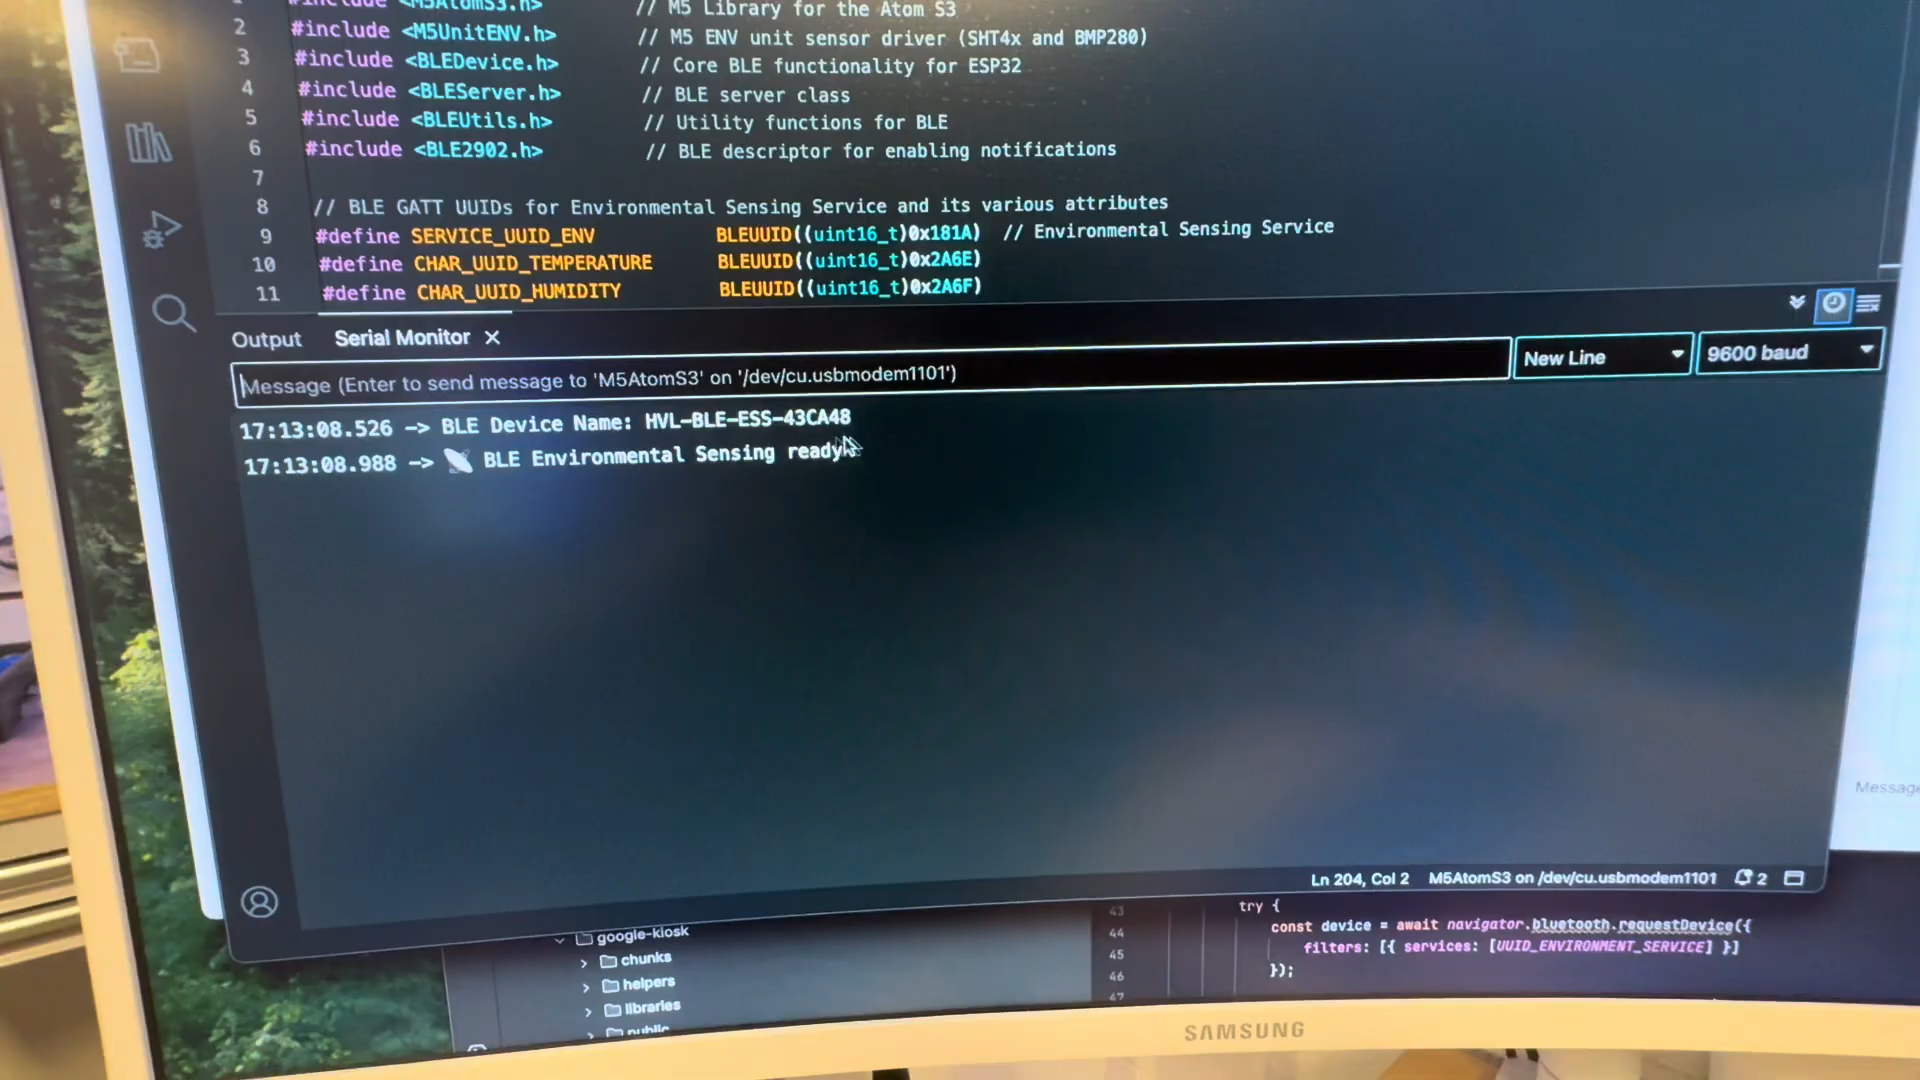 #include <M5AtomS3.h> // M5 Library for the Atom S3
2 #include <M5UnitENV.h> // M5 ENV unit sensor driver (SHT4x and BMP280)
3 #include <BLEDevice.h> // Core BLE functionality for ESP32
4 #include <BLEServer.h> // BLE server class
5 #include <BLEUtils.h> // Utility functions for BLE
6 #include <BLE2902.h> // BLE descriptor for enabling notifications
7
8 // BLE GATT UUIDs for Environmental Sensing Service and its various attributes
9 #define SERVICE_UUID_ENV BLEUUID((uint16_t)0x181A) // Environmental Sensing Service
10 #define CHAR_UUID_TEMPERATURE BLEUUID((uint16_t)0x2A6E)
11 #define CHAR_UUID_HUMIDITY BLEUUID((uint16_t)0x2A6F)
Output Serial Monitor
Message (Enter to send message to 'M5AtomS3' on '/dev/cu.usbmodem1101') New Line 9600 baud
17:13:08.526 -> BLE Device Name: HVL-BLE-ESS-43CA48
17:13:08.988 -> 📡 BLE Environmental Sensing ready
Message
Ln 204, Col 2 M5AtomS3 on /dev/cu.usbmodem1101 2
google-kiosk
chunks
helpers
libraries
public
43 try {
44 const device = await navigator.bluetooth.requestDevice({
45 filters: [{ services: [UUID_ENVIRONMENT_SERVICE] }]
46 });
47
SAMSUNG